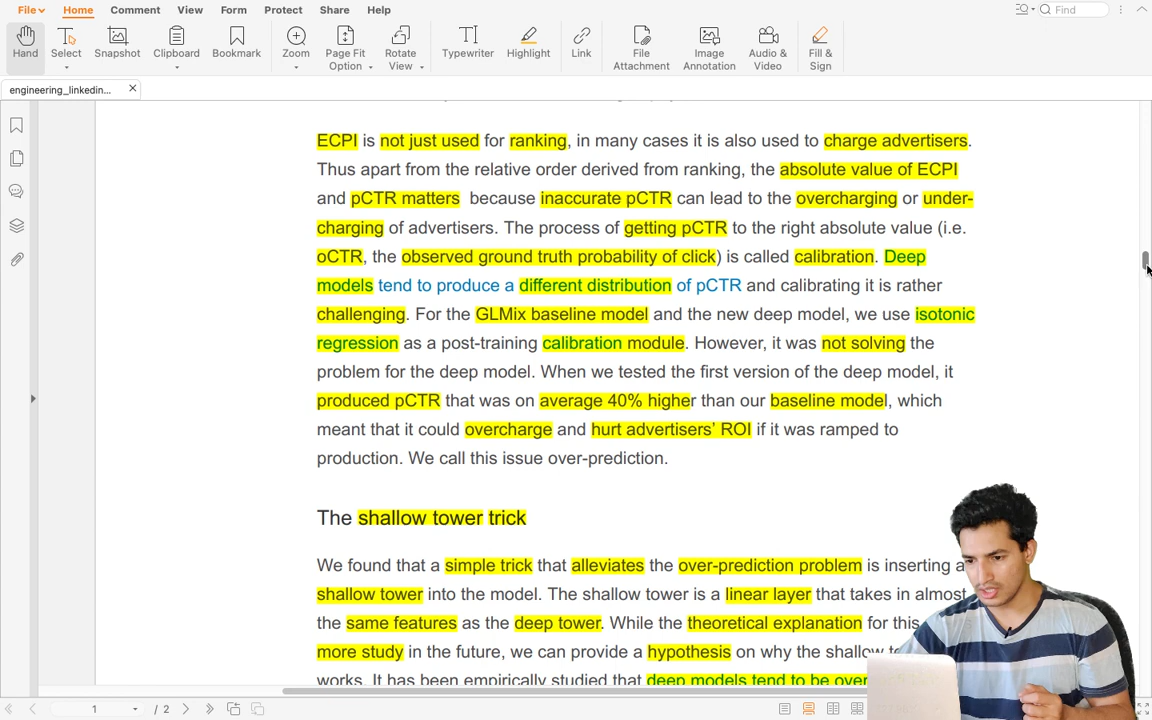 File Home Comment View Form Protect Share Help Find
Hand Select Snapshot Clipboard Bookmark Zoom Page Fit Option Rotate View Typewriter Highlight Link File Attachment Image Annotation Audio & Video Fill & Sign
engineering_linkedin...
ECPI is not just used for ranking, in many cases it is also used to charge advertisers.
Thus apart from the relative order derived from ranking, the absolute value of ECPI
and pCTR matters because inaccurate pCTR can lead to the overcharging or under-
charging of advertisers. The process of getting pCTR to the right absolute value (i.e.
oCTR, the observed ground truth probability of click) is called calibration. Deep
models tend to produce a different distribution of pCTR and calibrating it is rather
challenging. For the GLMix baseline model and the new deep model, we use isotonic
regression as a post-training calibration module. However, it was not solving the
problem for the deep model. When we tested the first version of the deep model, it
produced pCTR that was on average 40% higher than our baseline model, which
meant that it could overcharge and hurt advertisers' ROI if it was ramped to
production. We call this issue over-prediction.
The shallow tower trick
We found that a simple trick that alleviates the over-prediction problem is inserting a
shallow tower into the model. The shallow tower is a linear layer that takes in almost
the same features as the deep tower. While the theoretical explanation for this
more study in the future, we can provide a hypothesis on why the shallow
works. It has been empirically studied that deep models tend to be
1 / 2